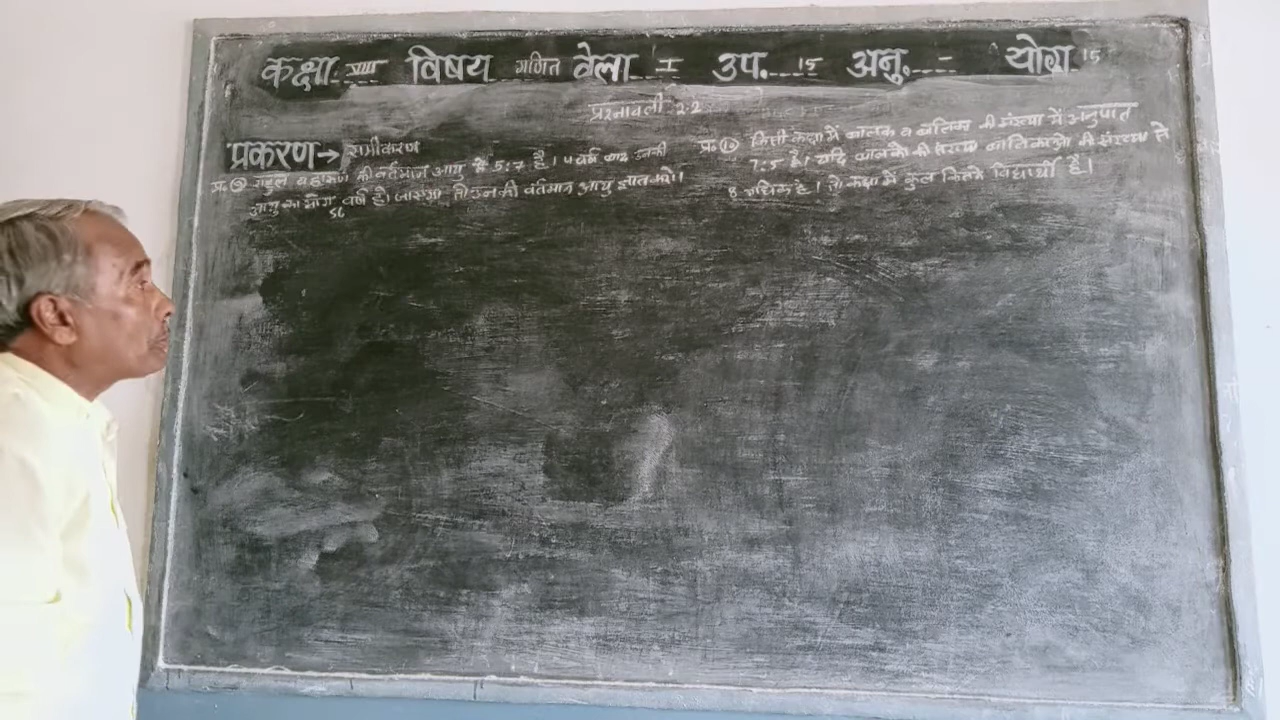 कक्षा VIII विषय गणित वेला I उप. 15 अनु. - योग 15
प्रश्नावली 2.2
प्रकरण → समीकरण
प्र. ⑨ राहुल व हारून की वर्तमान आयु में 5:7 है। 4 वर्ष बाद उनकी
आयु का योग 56 वर्ष हो जाएगा तो उनकी वर्तमान आयु ज्ञात करो।
प्र. ⑩ किसी कक्षा में बालक व बालिका की संख्या में अनुपात
7:5 है। यदि बालकों की संख्या बालिकाओं की संख्या से
8 अधिक है। तो कक्षा में कुल कितने विद्यार्थी हैं।